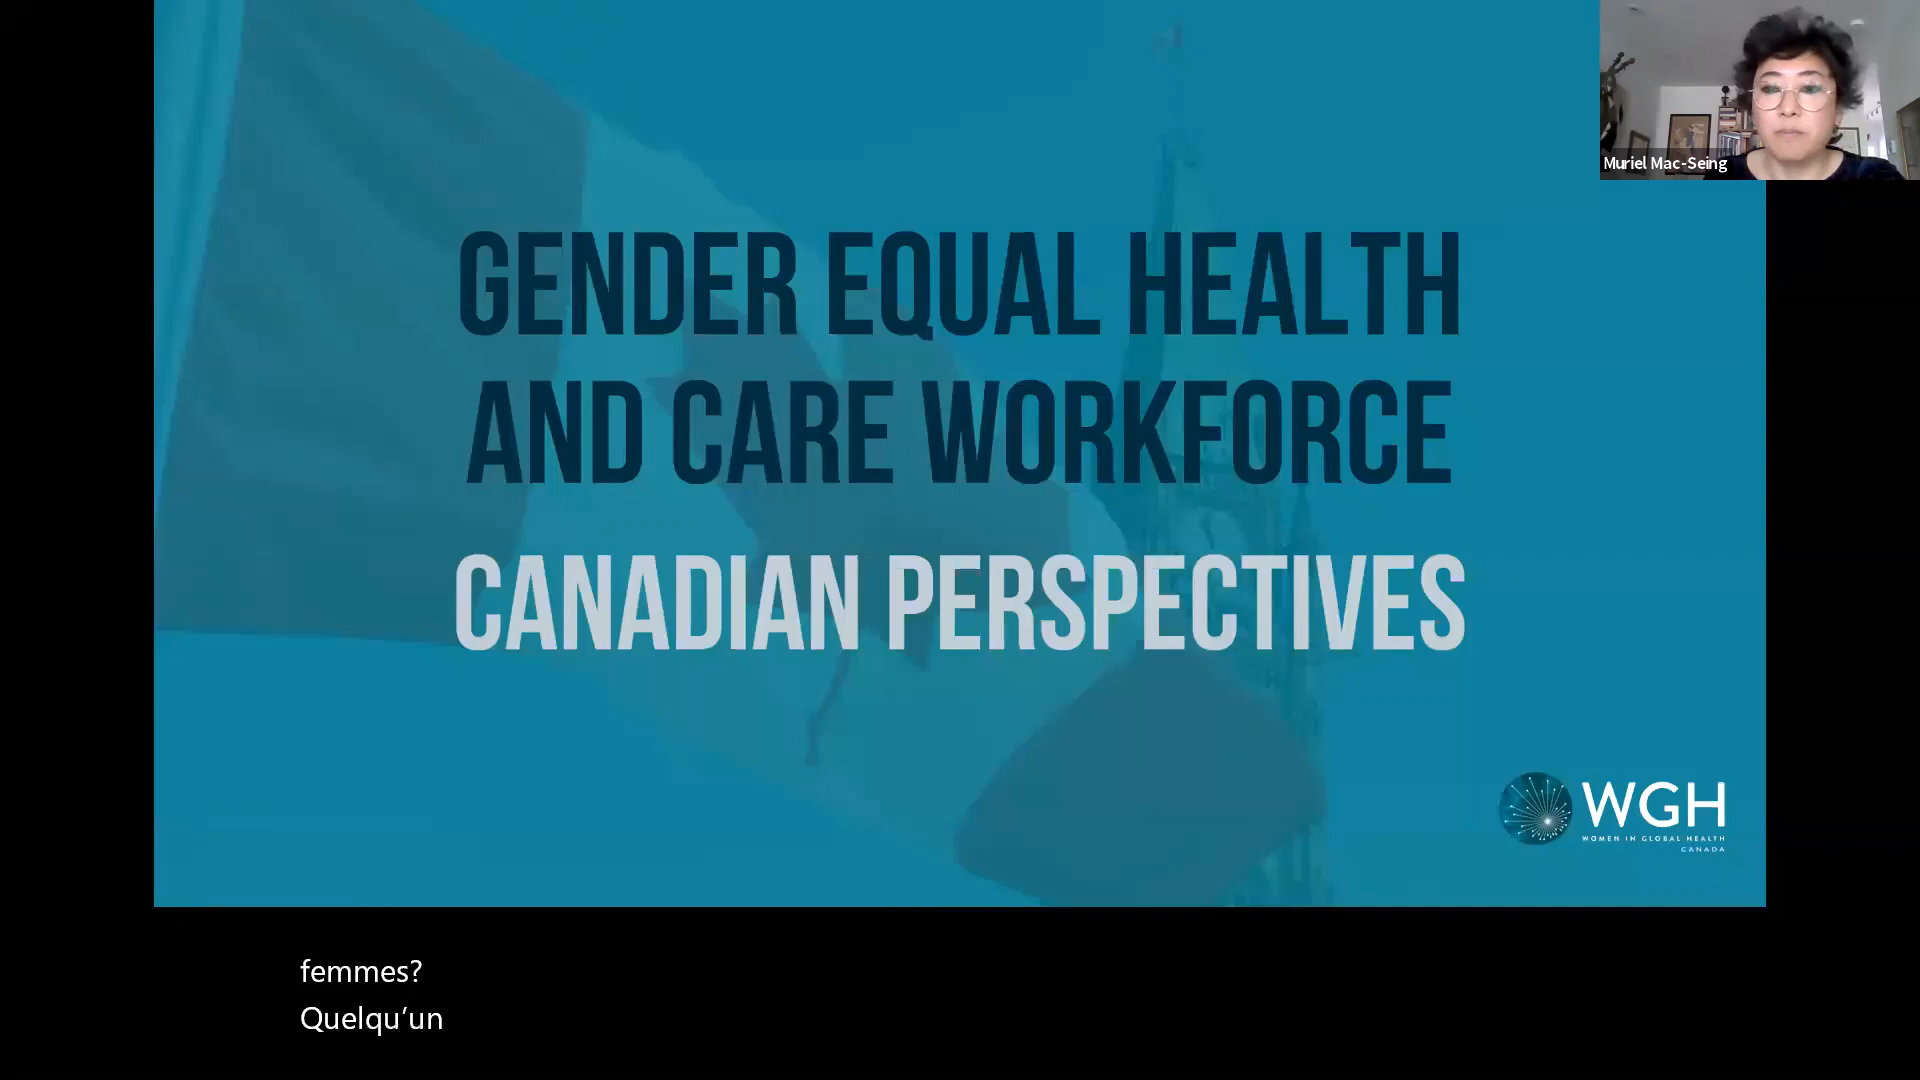 Muriel Mac-Seing
GENDER EQUAL HEALTH
AND CARE WORKFORCE
CANADIAN PERSPECTIVES
WGH
WOMEN IN GLOBAL HEALTH
CANADA
femmes?
Quelqu’un